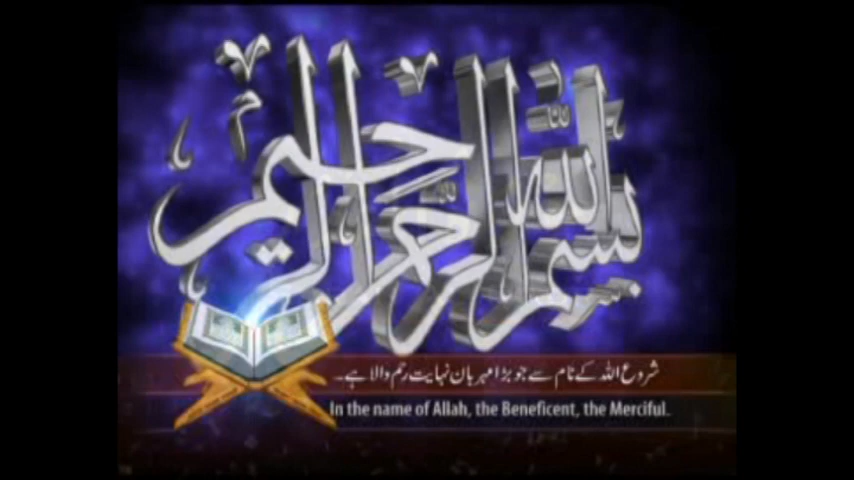 بسم الله الرحمن الرحيم
شروع اللہ کے نام سے جو بڑا مہربان نہایت رحم والا ہے۔
In the name of Allah, the Beneficent, the Merciful.